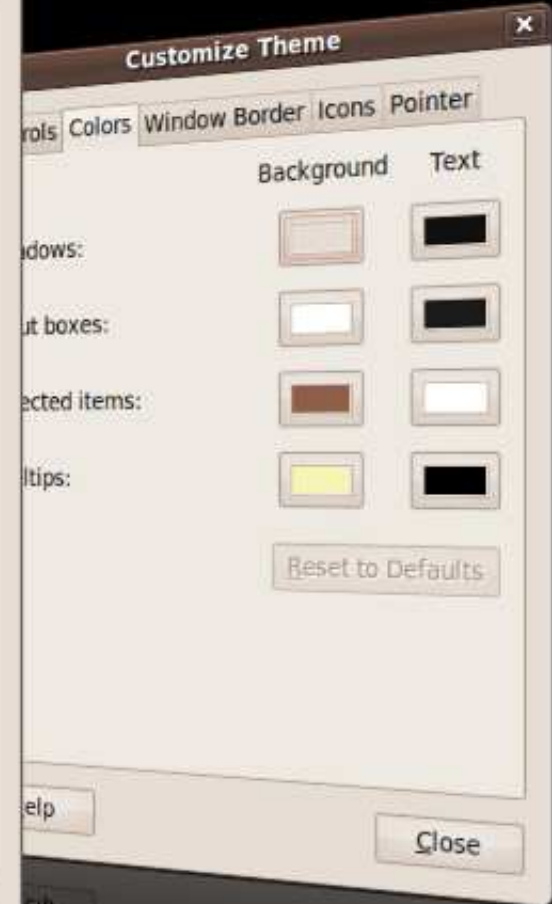 Customize Theme
rols Colors Window Border Icons Pointer
Background Text
dows:
ut boxes:
ected items:
ltips:
Reset to Defaults
elp
Close